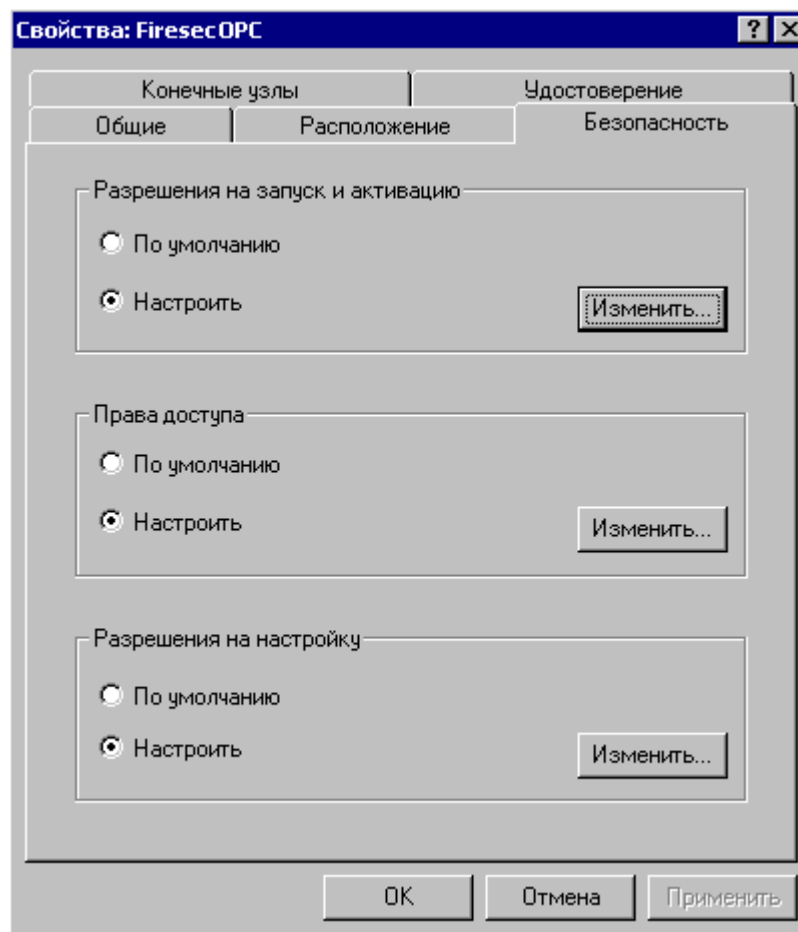 Свойства: FiresecOPC
Конечные узлы Удостоверение
Общие Расположение Безопасность
Разрешения на запуск и активацию
По умолчанию
Настроить Изменить...
Права доступа
По умолчанию
Настроить Изменить...
Разрешения на настройку
По умолчанию
Настроить Изменить...
OK Отмена Применить